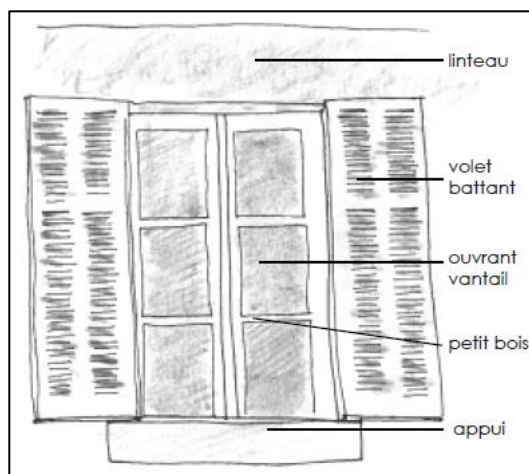 linteau
volet
battant
ouvrant
vantail
petit bois
appui